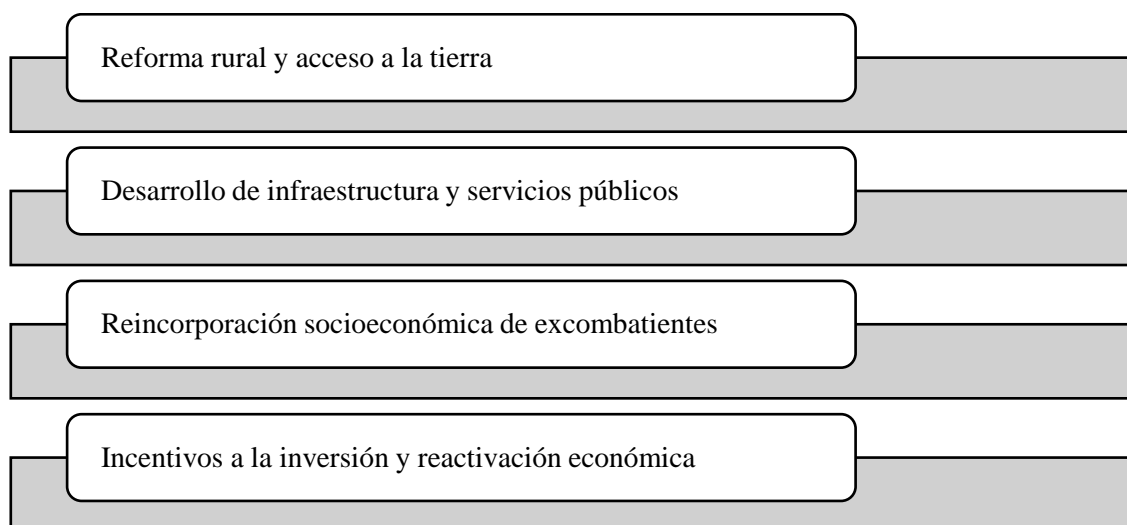 Reforma rural y acceso a la tierra
Desarrollo de infraestructura y servicios públicos
Reincorporación socioeconómica de excombatientes
Incentivos a la inversión y reactivación económica